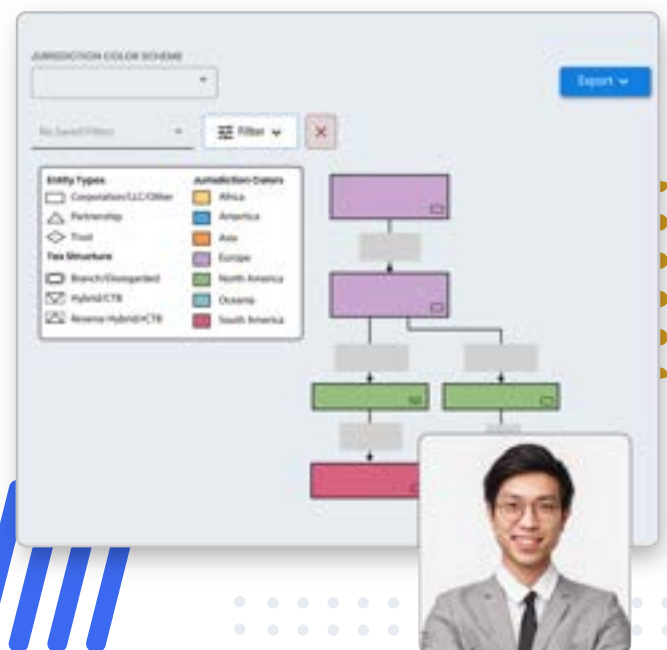 JURISDICTION COLOR SCHEME
Export
No Saved Filters
Filter
Entity Types
Corporation/LLC/Other
Partnership
Trust
Tax Structure
Branch/Disregarded
Hybrid/CTB
Reverse Hybrid/CTB
Jurisdiction Colors
Africa
Antartica
Asia
Europe
North America
Oceania
South America